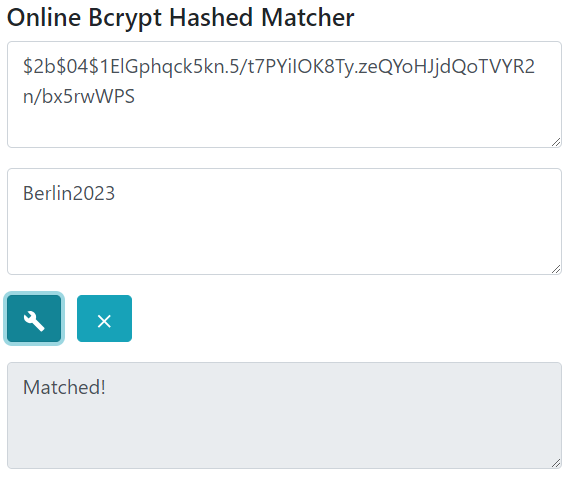 Online Bcrypt Hashed Matcher
$2b$04$1ElGphqck5kn.5/t7PYiIOK8Ty.zeQYoHJjdQoTVYR2
n/bx5rwWPS
Berlin2023
Matched!